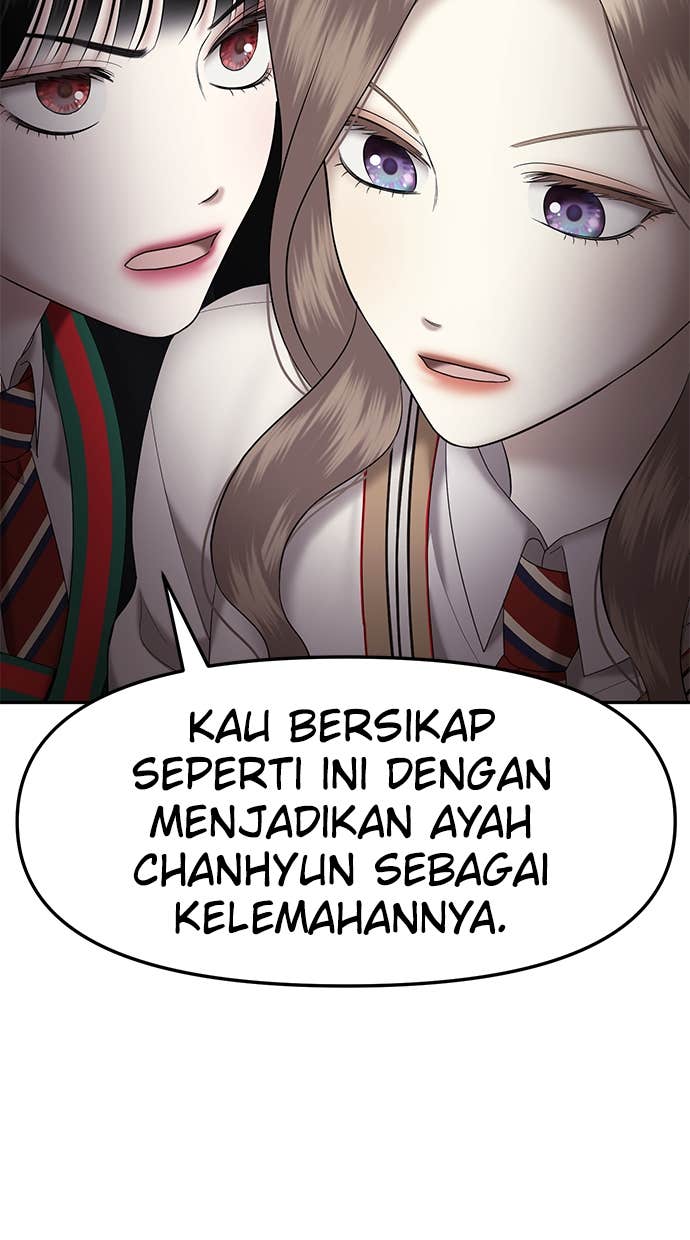 KAU BERSIKAP
SEPERTI INI DENGAN
MENJADIKAN AYAH
CHANHYUN SEBAGAI
KELEMAHANNYA.